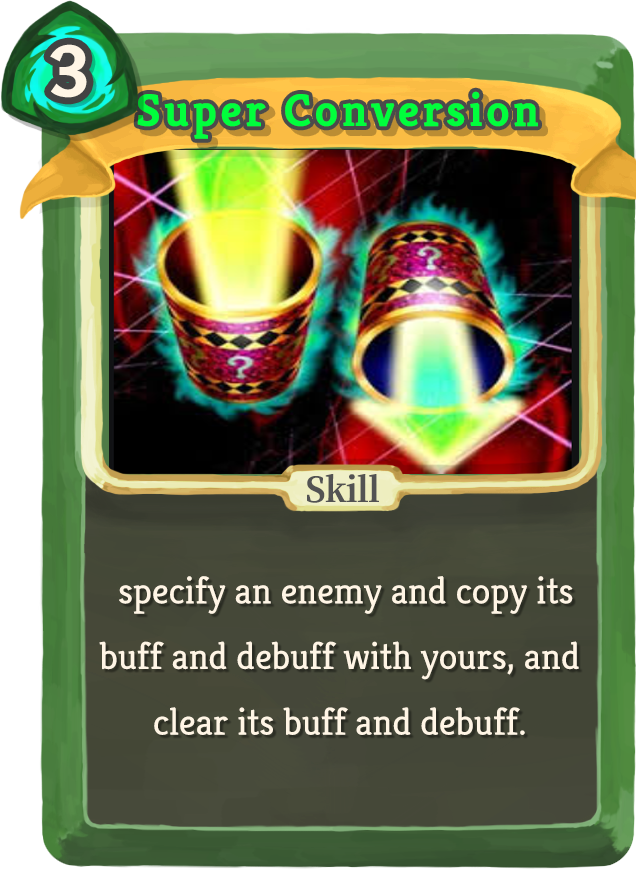 3
Super Conversion
?
?
Skill
specify an enemy and copy its
buff and debuff with yours, and
clear its buff and debuff.